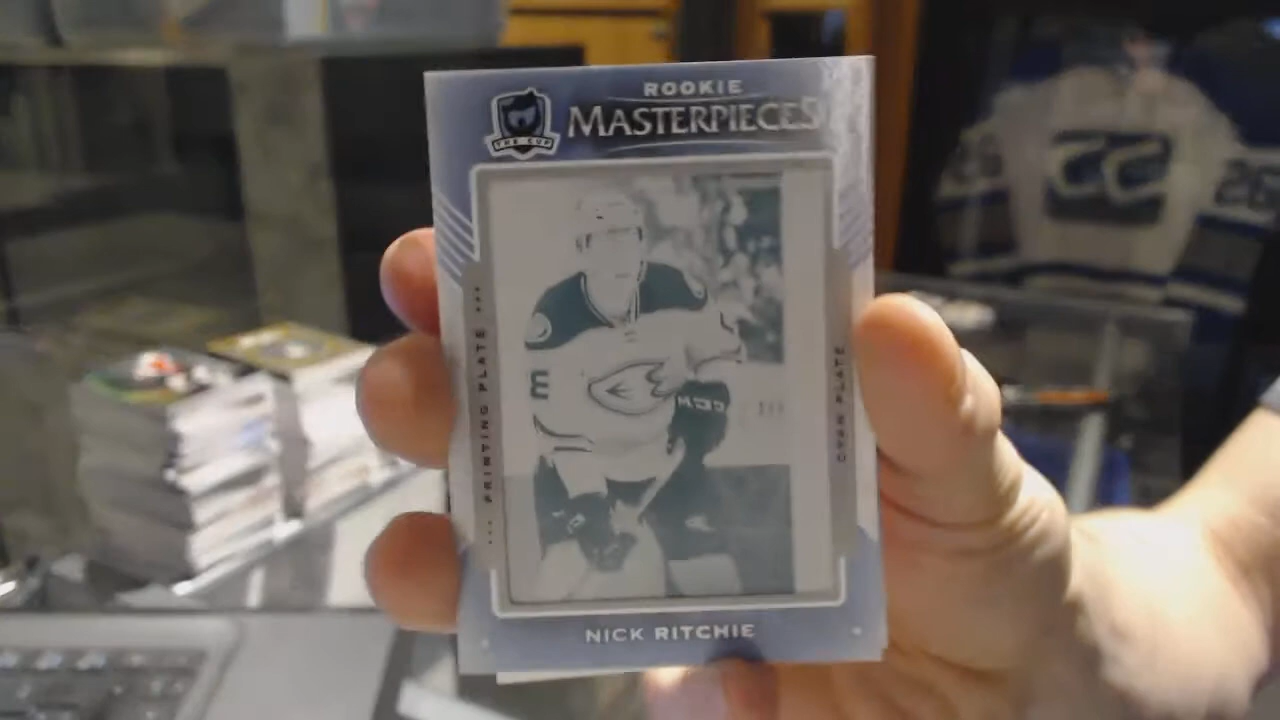 ROOKIE
MASTERPIECES
THE CUP
PRINTING PLATE
CYAN PLATE
NICK RITCHIE